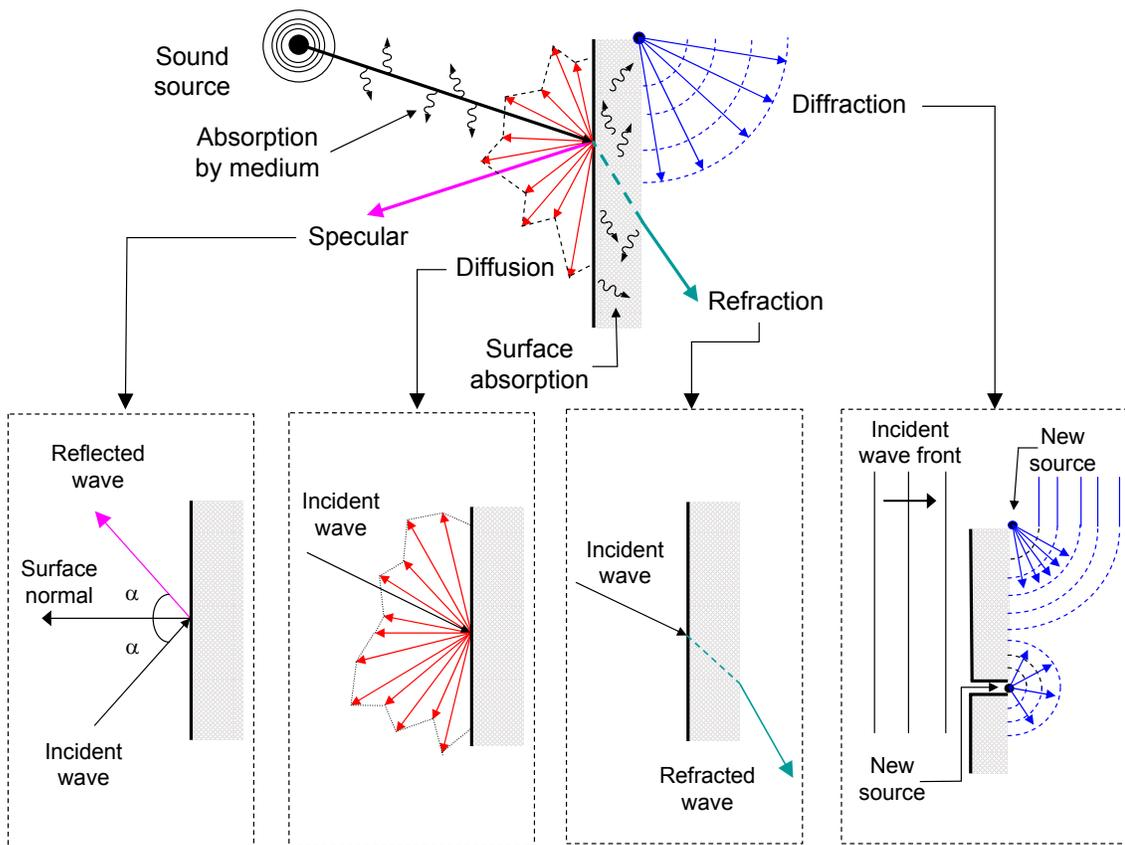 Sound
source
Absorption
by medium
Diffraction
Specular
Diffusion
Refraction
Surface
absorption
Reflected
wave
Surface
normal
α
α
Incident
wave
Incident
wave
Incident
wave
Refracted
wave
Incident
wave front
New
source
New
source